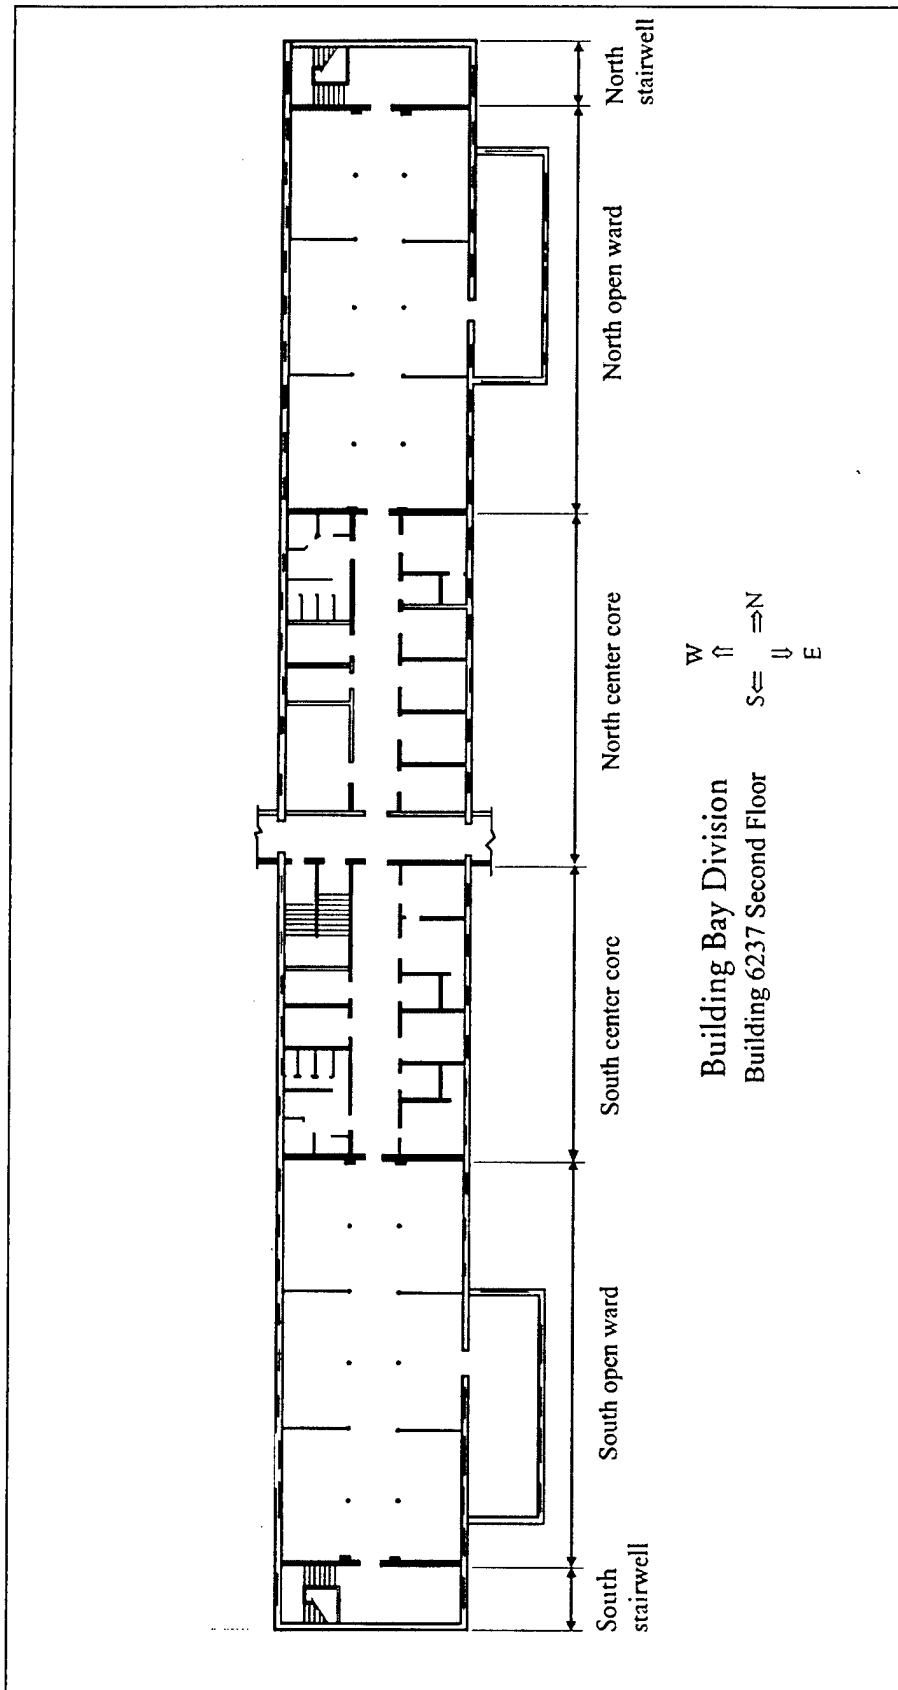 South
stairwell
South open ward
South center core
North center core
North open ward
North
stairwell
Building Bay Division
Building 6237 Second Floor
W
⇑
S⇐ ⇒N
⇓
E